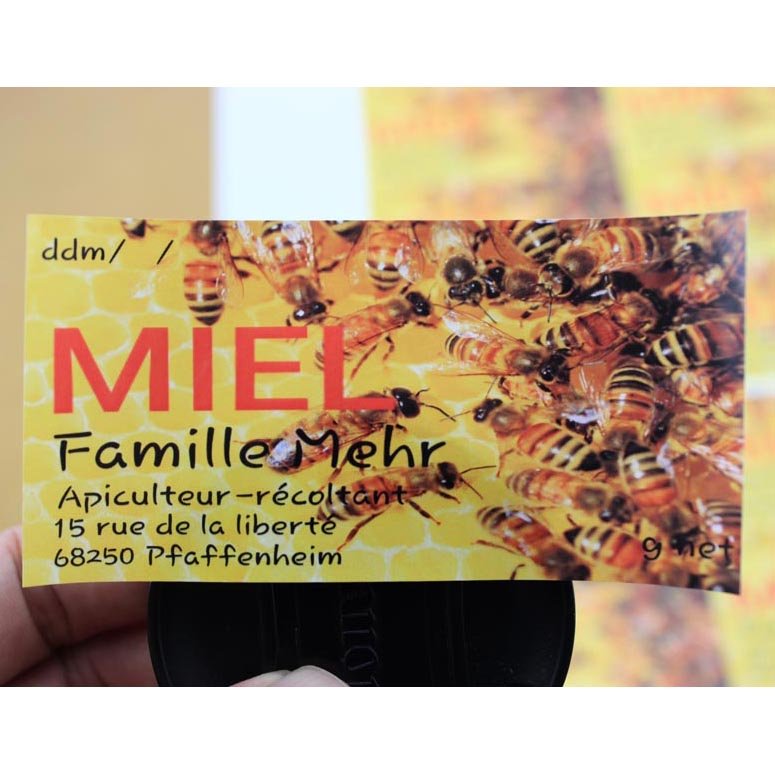 ddm/ /
MIEL
Famille Mehr
Apiculteur-récoltant
15 rue de la liberté
68250 Pfaffenheim
g net